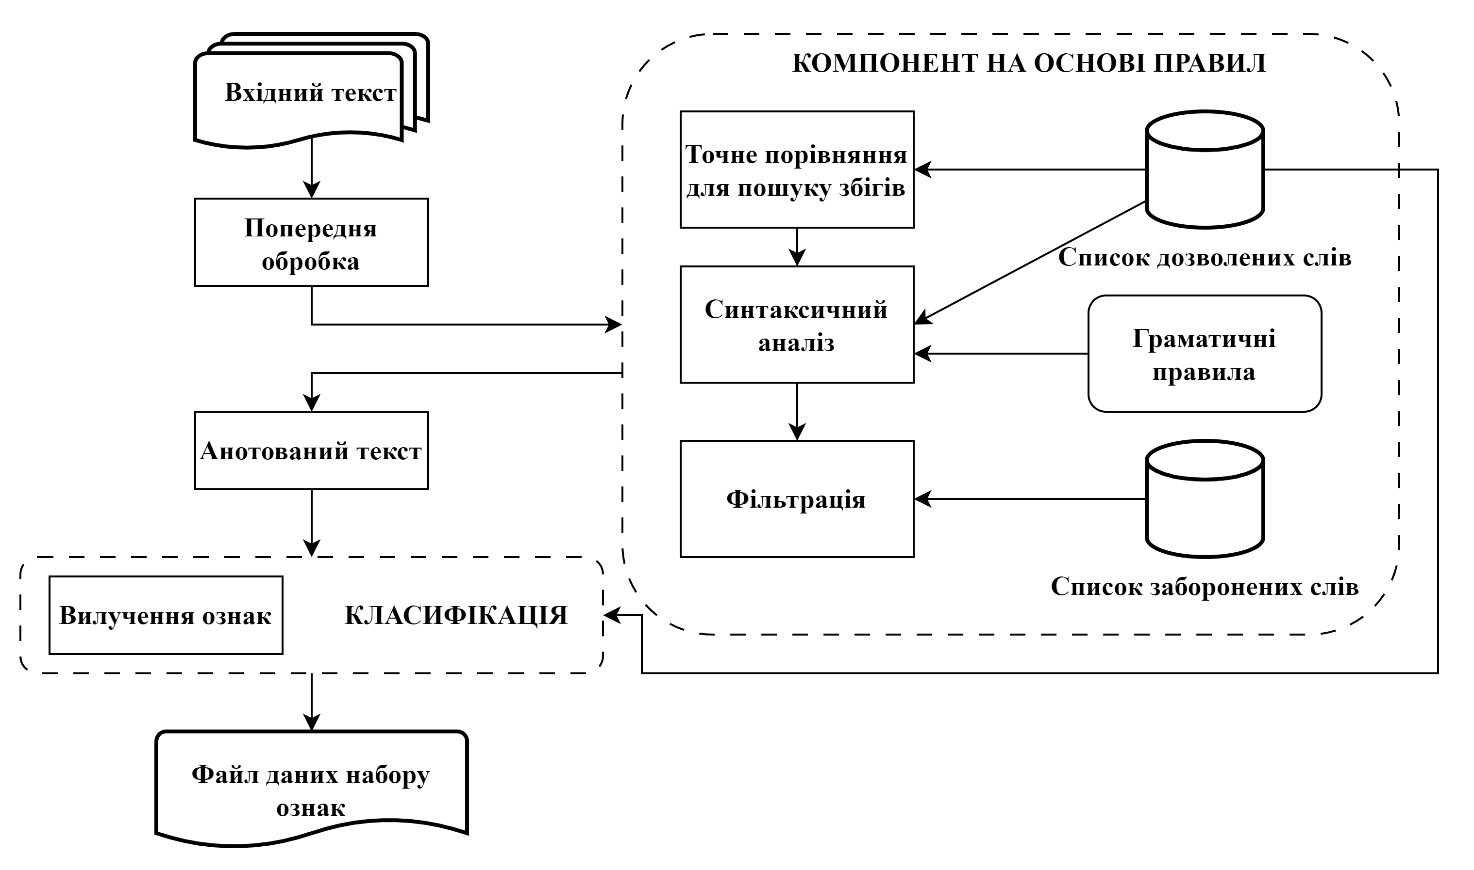 Вхідний текст
Попередня
обробка
Анотований текст
Вилучення ознак
КЛАСИФІКАЦІЯ
Файл даних набору
ознак
КОМПОНЕНТ НА ОСНОВІ ПРАВИЛ
Точне порівняння
для пошуку збігів
Синтаксичний
аналіз
Фільтрація
Список дозволених слів
Граматичні
правила
Список заборонених слів